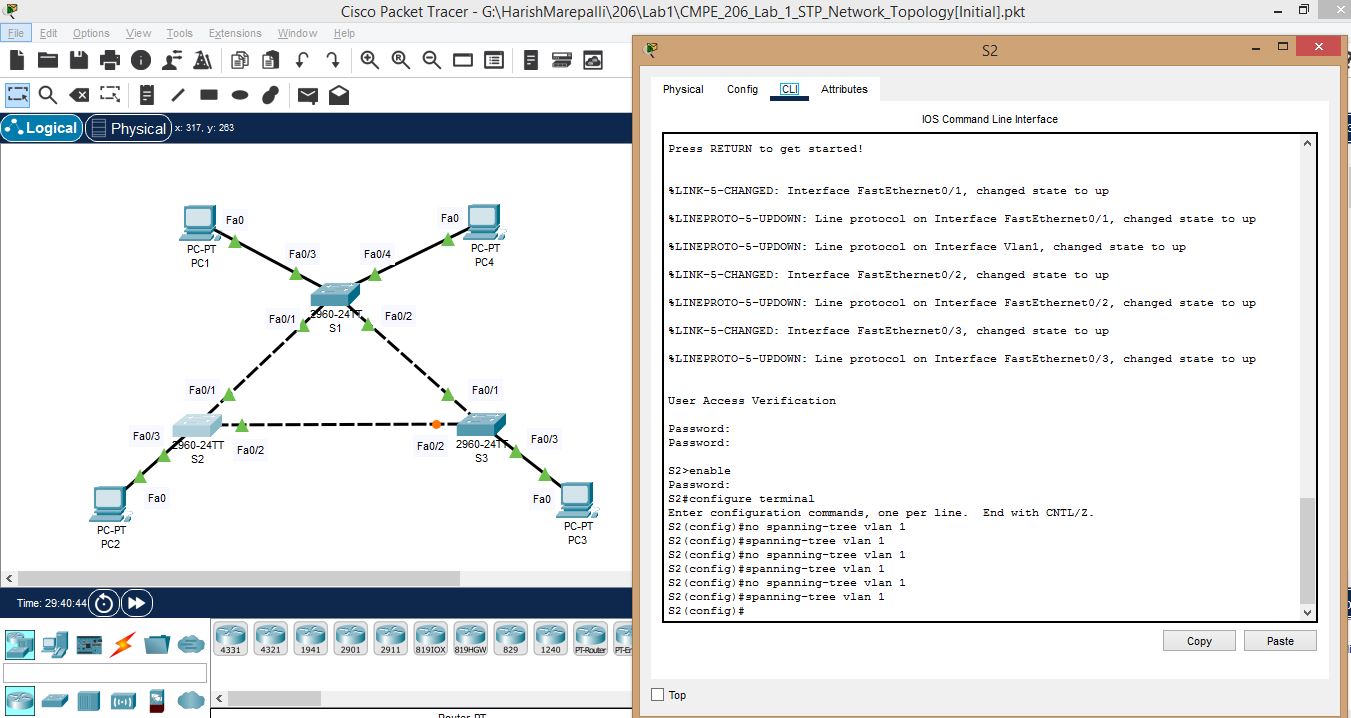 Cisco Packet Tracer - G:\HarishMarepalli\206\Lab1\CMPE_206_Lab_1_STP_Network_Topology[Initial].pkt
File Edit Options View Tools Extensions Window Help
Logical Physical x: 317, y: 263
Fa0
PC-PT
PC1
Fa0
PC-PT
PC4
Fa0/3
Fa0/4
2960-24TT
S1
Fa0/1
Fa0/2
Fa0/1
Fa0/1
2960-24TT
S2
Fa0/3
Fa0/2
Fa0/2
2960-24TT
S3
Fa0/3
Fa0
PC-PT
PC2
Fa0
PC-PT
PC3
Time: 29:40:44
4331 4321 1941 2901 2911 819IOX 819HGW 829 1240 PT-Router
Router-PT
S2
Physical Config CLI Attributes
IOS Command Line Interface
Press RETURN to get started!
%LINK-5-CHANGED: Interface FastEthernet0/1, changed state to up
%LINEPROTO-5-UPDOWN: Line protocol on Interface FastEthernet0/1, changed state to up
%LINEPROTO-5-UPDOWN: Line protocol on Interface Vlan1, changed state to up
%LINK-5-CHANGED: Interface FastEthernet0/2, changed state to up
%LINEPROTO-5-UPDOWN: Line protocol on Interface FastEthernet0/2, changed state to up
%LINK-5-CHANGED: Interface FastEthernet0/3, changed state to up
%LINEPROTO-5-UPDOWN: Line protocol on Interface FastEthernet0/3, changed state to up
User Access Verification
Password:
Password:
S2>enable
Password:
S2#configure terminal
Enter configuration commands, one per line.  End with CNTL/Z.
S2(config)#no spanning-tree vlan 1
S2(config)#spanning-tree vlan 1
S2(config)#no spanning-tree vlan 1
S2(config)#spanning-tree vlan 1
S2(config)#no spanning-tree vlan 1
S2(config)#spanning-tree vlan 1
S2(config)#
Copy Paste
Top